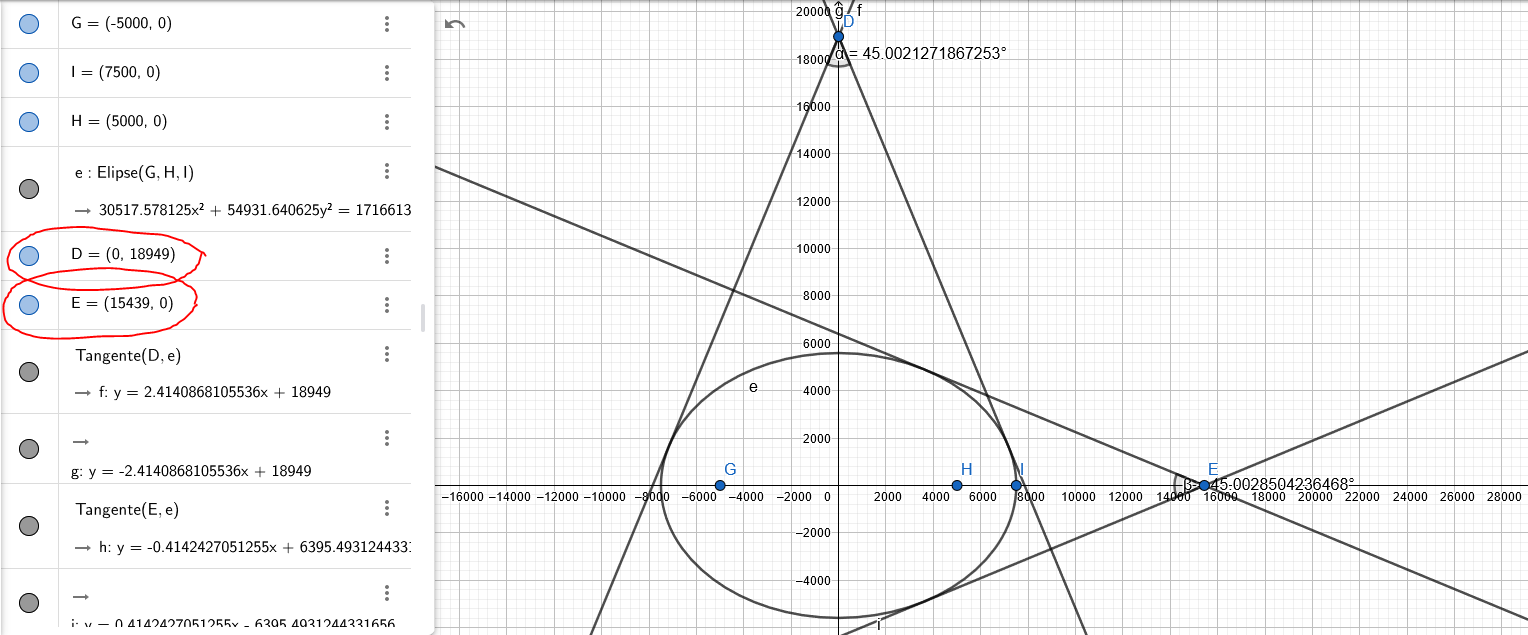 G = (-5000, 0)
I = (7500, 0)
H = (5000, 0)
e : Elipse(G, H, I)
→ 30517.578125x² + 54931.640625y² = 1716613
D = (0, 18949)
E = (15439, 0)
Tangente(D, e)
→ f: y = 2.4140868105536x + 18949
→
g: y = -2.4140868105536x + 18949
Tangente(E, e)
→ h: y = -0.4142427051255x + 6395.4931244331
→
i: y = 0.4142427051255x - 6395.4931244331656
20000 g f
D
α = 45.0021271867253°
18000
16000
14000
12000
10000
8000
6000
4000
e
2000
G H I E
β = 45.0028504236468°
−16000 −14000 −12000 −10000 −8000 −6000 −4000 −2000 0 2000 4000 6000 8000 10000 12000 14000 16000 18000 20000 22000 24000 26000 28000
−2000
−4000
i